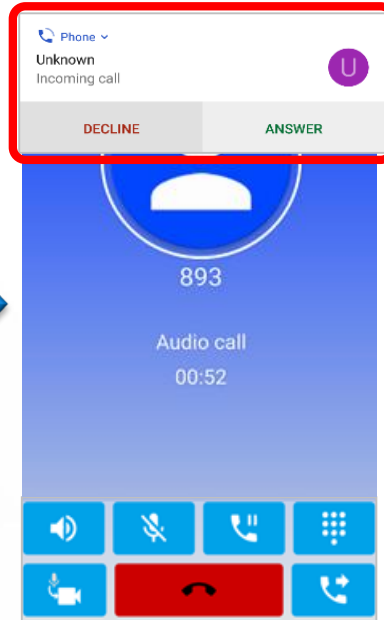 Phone
Unknown
Incoming call
U
DECLINE ANSWER
893
Audio call
00:52